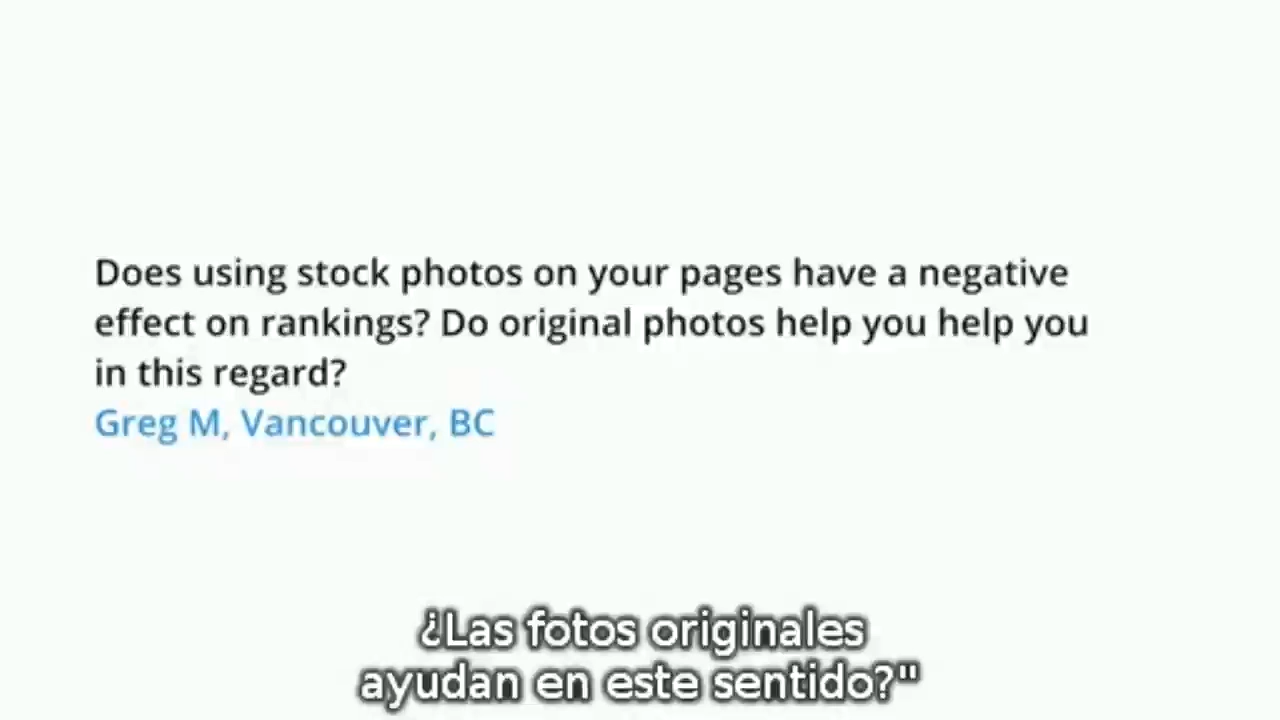 Does using stock photos on your pages have a negative
effect on rankings? Do original photos help you help you
in this regard?
Greg M, Vancouver, BC
¿Las fotos originales
ayudan en este sentido?"